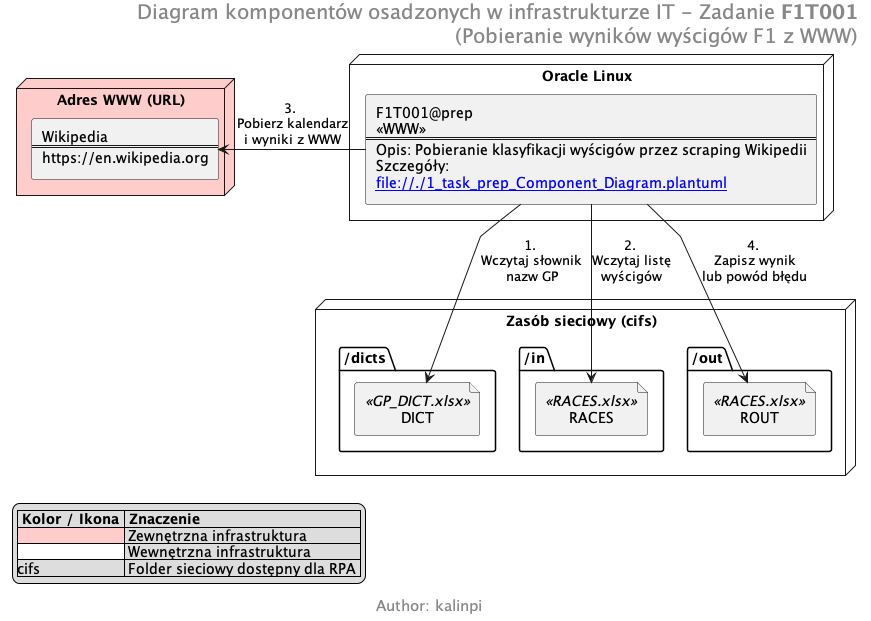 Diagram komponentów osadzonych w infrastrukturze IT - Zadanie F1T001
(Pobieranie wyników wyścigów F1 z WWW)
Oracle Linux
Adres WWW (URL)
Wikipedia
https://en.wikipedia.org
3.
Pobierz kalendarz
i wyniki z WWW
F1T001@prep
«WWW»
Opis: Pobieranie klasyfikacji wyścigów przez scraping Wikipedii
Szczegóły:
file://./1_task_prep_Component_Diagram.plantuml
1.
Wczytaj słownik
nazw GP
2.
Wczytaj listę
wyścigów
4.
Zapisz wynik
lub powód błędu
Zasób sieciowy (cifs)
/dicts
«GP_DICT.xlsx»
DICT
/in
«RACES.xlsx»
RACES
/out
«RACES.xlsx»
ROUT
Kolor / Ikona Znaczenie
Zewnętrzna infrastruktura
Wewnętrzna infrastruktura
cifs Folder sieciowy dostępny dla RPA
Author: kalinpi